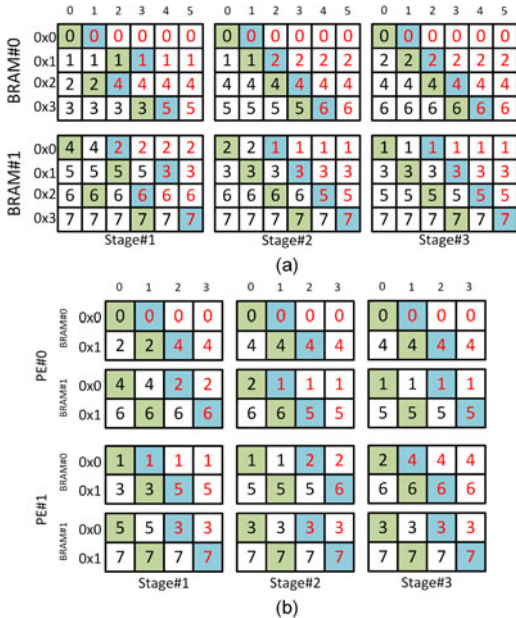 0 1 2 3 4 5 0 1 2 3 4 5 0 1 2 3 4 5
BRAM#0
0x0 0 0 0 0 0 0 0 0 0 0 0 0 0 0 0 0 0 0
0x1 1 1 1 1 1 1 1 1 2 2 2 2 2 2 2 2 2 2
0x2 2 2 4 4 4 4 4 4 4 4 4 4 4 4 4 4 4 4
0x3 3 3 3 3 5 5 5 5 5 5 6 6 6 6 6 6 6 6
BRAM#1
0x0 4 4 2 2 2 2 2 2 1 1 1 1 1 1 1 1 1 1
0x1 5 5 5 5 3 3 3 3 3 3 3 3 3 3 3 3 3 3
0x2 6 6 6 6 6 6 6 6 6 6 5 5 5 5 5 5 5 5
0x3 7 7 7 7 7 7 7 7 7 7 7 7 7 7 7 7 7 7
Stage#1 Stage#2 Stage#3
(a)
0 1 2 3 0 1 2 3 0 1 2 3
PE#0
BRAM#0
0x0 0 0 0 0 0 0 0 0 0 0 0 0
0x1 2 2 4 4 4 4 4 4 4 4 4 4
BRAM#1
0x0 4 4 2 2 2 1 1 1 1 1 1 1
0x1 6 6 6 6 6 6 5 5 5 5 5 5
PE#1
BRAM#0
0x0 1 1 1 1 1 1 2 2 2 4 4 4
0x1 3 3 5 5 5 5 5 6 6 6 6 6
BRAM#1
0x0 5 5 3 3 3 3 3 3 3 3 3 3
0x1 7 7 7 7 7 7 7 7 7 7 7 7
Stage#1 Stage#2 Stage#3
(b)